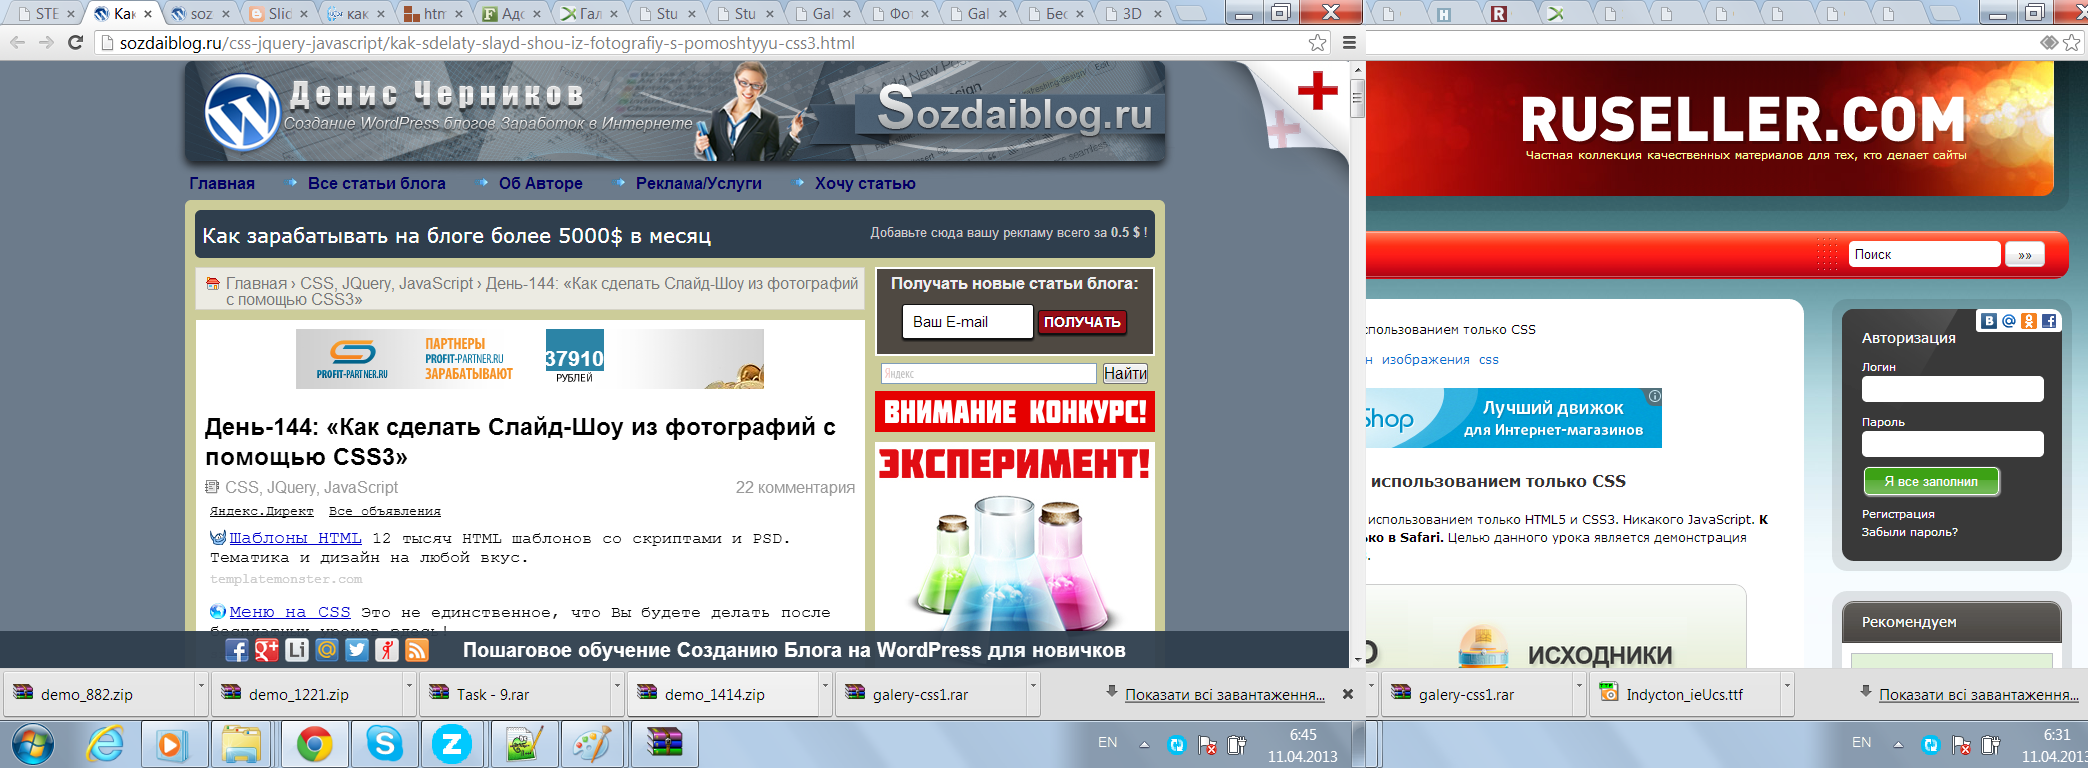 STE
Как
soz
Slid
как
htm
Адо
Гал
Stu
Stu
Gal
Фот
Gal
Бес
3D
sozdaiblog.ru/css-jquery-javascript/kak-sdelaty-slayd-shou-iz-fotografiy-s-pomoshtyyu-css3.html
Денис Черников
Создание WordPress блогов Заработок в Интернете
Sozdaiblog.ru
Главная
Все статьи блога
Об Авторе
Реклама/Услуги
Хочу статью
Как зарабатывать на блоге более 5000$ в месяц
Добавьте сюда вашу рекламу всего за 0.5 $ !
Главная › CSS, JQuery, JavaScript › День-144: «Как сделать Слайд-Шоу из фотографий
с помощью CSS3»
PROFIT-PARTNER.RU
ПАРТНЕРЫ
PROFIT-PARTNER.RU
ЗАРАБАТЫВАЮТ
37910
РУБЛЕЙ
День-144: «Как сделать Слайд-Шоу из фотографий с
помощью CSS3»
CSS, JQuery, JavaScript
22 комментария
Яндекс.Директ
Все объявления
Шаблоны HTML 12 тысяч HTML шаблонов со скриптами и PSD.
Тематика и дизайн на любой вкус.
templatemonster.com
Меню на CSS Это не единственное, что Вы будете делать после
Получать новые статьи блога:
Ваш E-mail
ПОЛУЧАТЬ
Яндекс
Найти
ВНИМАНИЕ КОНКУРС!
ЭКСПЕРИМЕНТ!
Пошаговое обучение Созданию Блога на WordPress для новичков
demo_882.zip
demo_1221.zip
Task - 9.rar
demo_1414.zip
galery-css1.rar
Показати всі завантаження...
EN
6:45
11.04.2013
RUSELLER.COM
Частная коллекция качественных материалов для тех, кто делает сайты
Поиск
»»
спользованием только CSS
н изображения css
Shop
Лучший движок
для Интернет-магазинов
использованием только CSS
использованием только HTML5 и CSS3. Никакого JavaScript. К
ько в Safari. Целью данного урока является демонстрация
ИСХОДНИКИ
Авторизация
Логин
Пароль
Я все заполнил
Регистрация
Забыли пароль?
Рекомендуем
galery-css1.rar
Indycton_ieUcs.ttf
Показати всі завантаження...
EN
6:31
11.04.2013